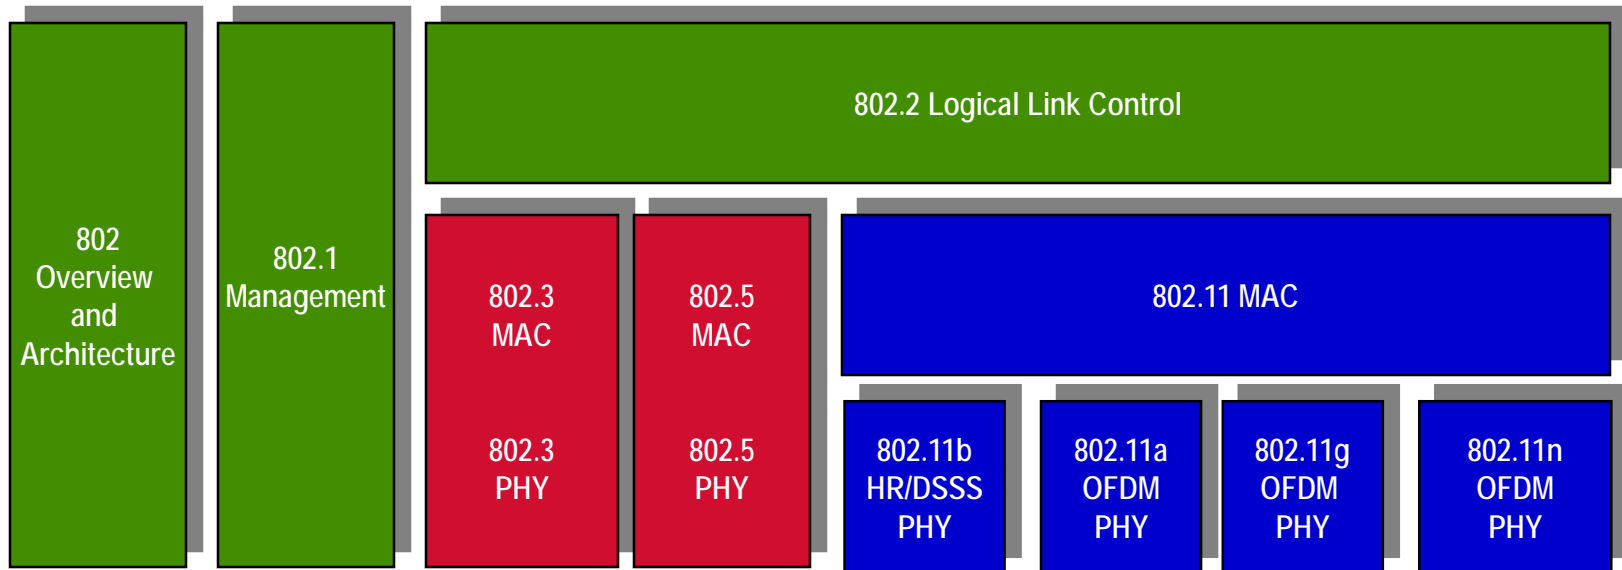 802
Overview
and
Architecture
802.1
Management
802.2 Logical Link Control
802.3
MAC
802.3
PHY
802.5
MAC
802.5
PHY
802.11 MAC
802.11b
HR/DSSS
PHY
802.11a
OFDM
PHY
802.11g
OFDM
PHY
802.11n
OFDM
PHY